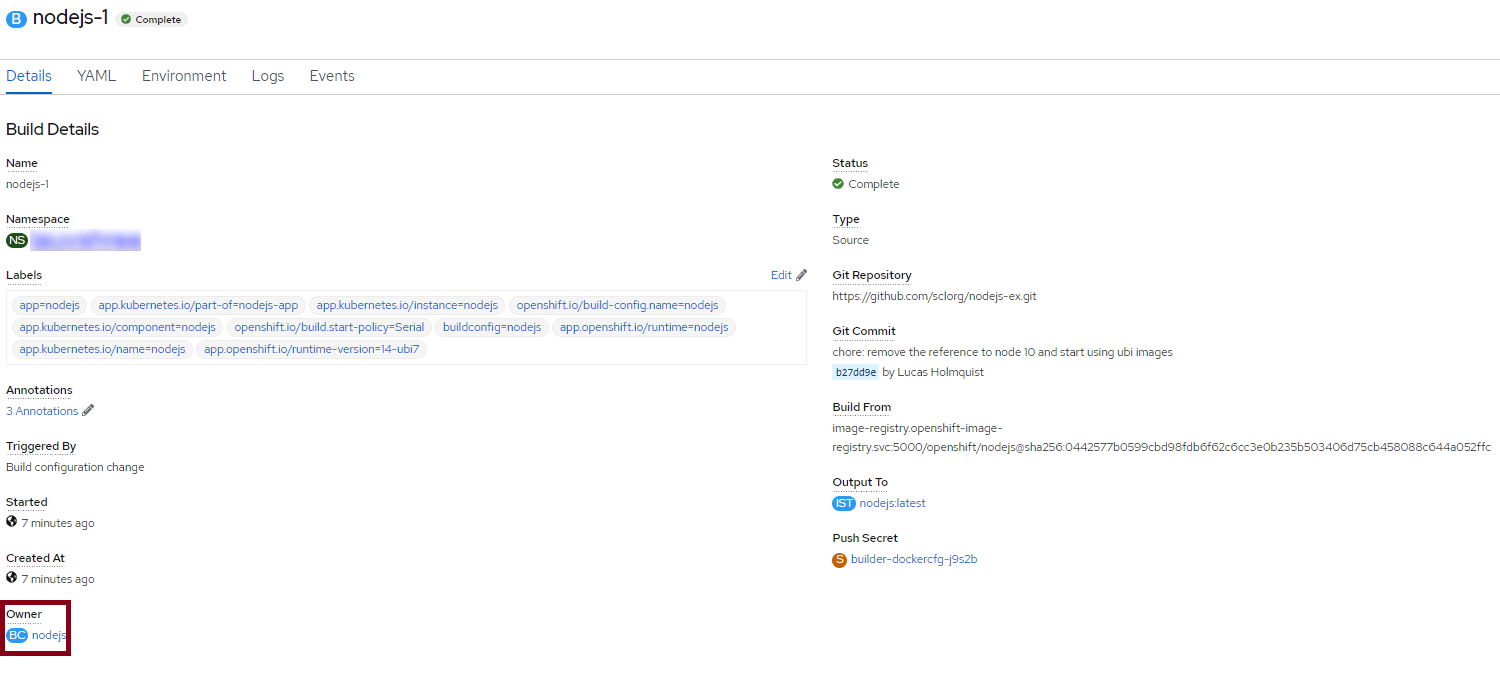 B nodejs-1 Complete
Details YAML Environment Logs Events
Build Details
Name
nodejs-1
Namespace
NS
Labels
Edit
app=nodejs app.kubernetes.io/part-of=nodejs-app app.kubernetes.io/instance=nodejs openshift.io/build-config.name=nodejs
app.kubernetes.io/component=nodejs openshift.io/build.start-policy=Serial buildconfig=nodejs app.openshift.io/runtime=nodejs
app.kubernetes.io/name=nodejs app.openshift.io/runtime-version=14-ubi7
Annotations
3 Annotations
Triggered By
Build configuration change
Started
7 minutes ago
Created At
7 minutes ago
Owner
BC nodejs
Status
Complete
Type
Source
Git Repository
https://github.com/sclorg/nodejs-ex.git
Git Commit
chore: remove the reference to node 10 and start using ubi images
b27dd9e by Lucas Holmquist
Build From
image-registry.openshift-image-
registry.svc:5000/openshift/nodejs@sha256:0442577b0599cbd98fdb6f62c6cc3e0b235b503406d75cb458088c644a052ffc
Output To
IST nodejs:latest
Push Secret
S builder-dockercfg-j9s2b